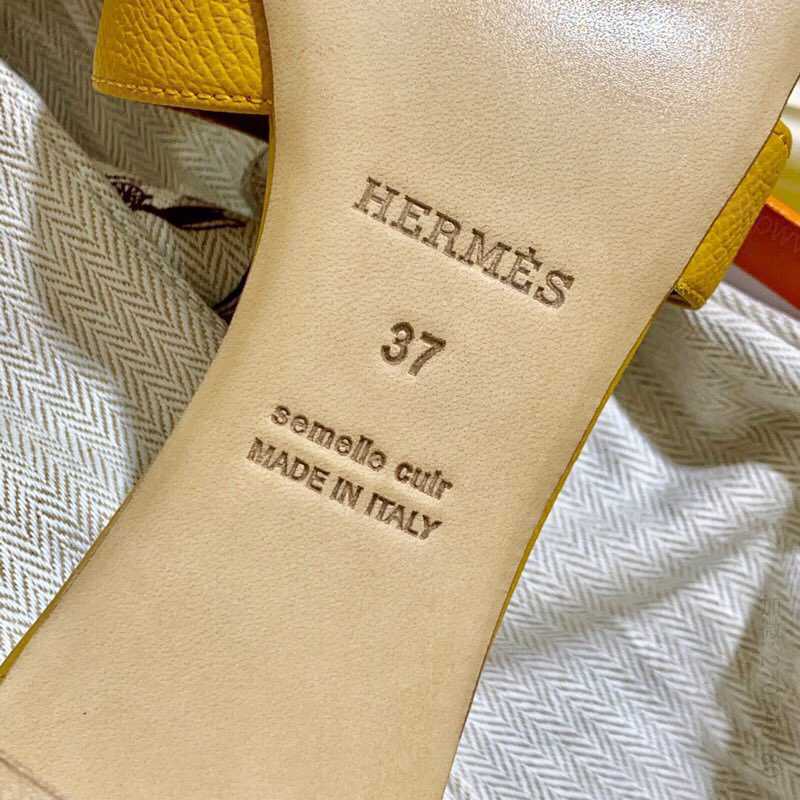 HERMÈS
37
semelle cuir
MADE IN ITALY